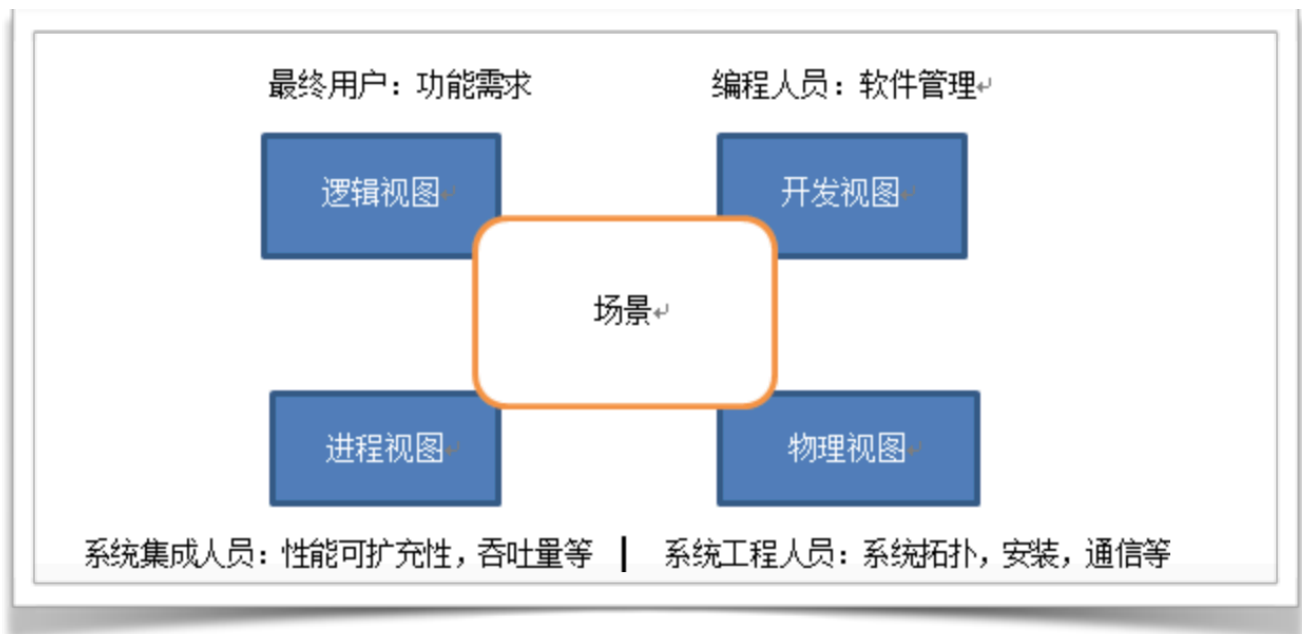 最终用户：功能需求
编程人员：软件管理
逻辑视图
开发视图
场景
进程视图
物理视图
系统集成人员：性能可扩充性，吞吐量等
系统工程人员：系统拓扑，安装，通信等